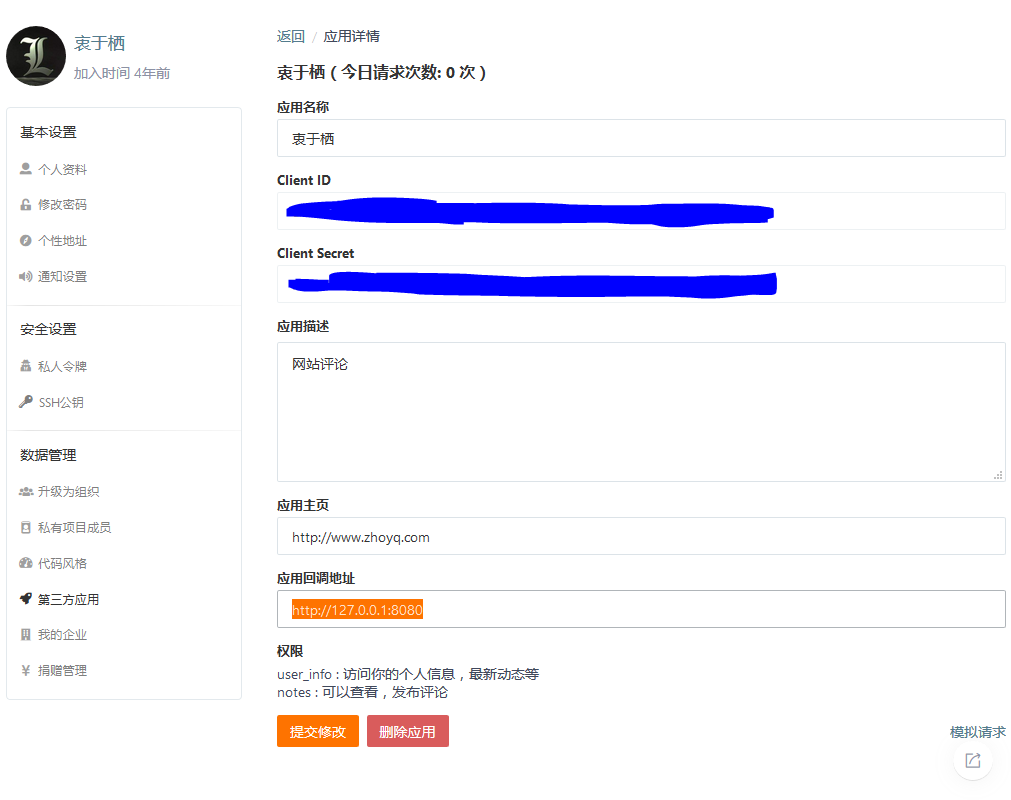 衷于栖
加入时间 4年前
基本设置
个人资料
修改密码
个性地址
通知设置
安全设置
私人令牌
SSH公钥
数据管理
升级为组织
私有项目成员
代码风格
第三方应用
我的企业
¥ 捐赠管理
返回 / 应用详情
衷于栖 ( 今日请求次数: 0 次 )
应用名称
衷于栖
Client ID
Client Secret
应用描述
网站评论
应用主页
http://www.zhoyq.com
应用回调地址
http://127.0.0.1:8080
权限
user_info : 访问你的个人信息，最新动态等
notes : 可以查看，发布评论
提交修改 删除应用 模拟请求